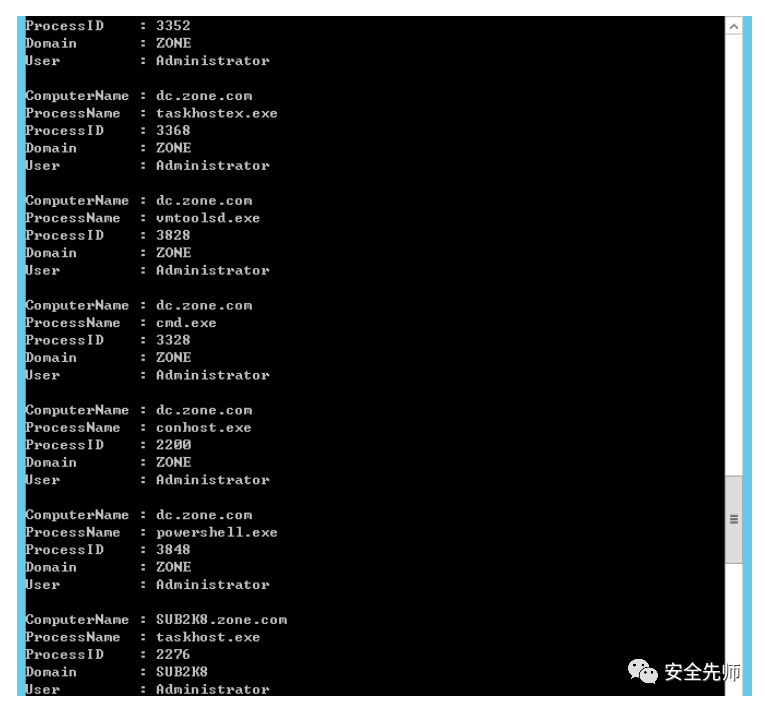 ProcessID : 3352
Domain : ZONE
User : Administrator
ComputerName : dc.zone.com
ProcessName : taskhostex.exe
ProcessID : 3368
Domain : ZONE
User : Administrator
ComputerName : dc.zone.com
ProcessName : vmtoolsd.exe
ProcessID : 3828
Domain : ZONE
User : Administrator
ComputerName : dc.zone.com
ProcessName : cmd.exe
ProcessID : 3328
Domain : ZONE
User : Administrator
ComputerName : dc.zone.com
ProcessName : conhost.exe
ProcessID : 2200
Domain : ZONE
User : Administrator
ComputerName : dc.zone.com
ProcessName : powershell.exe
ProcessID : 3848
Domain : ZONE
User : Administrator
ComputerName : SUB2K8.zone.com
ProcessName : taskhost.exe
ProcessID : 2276
Domain : SUB2K8
User : Administrator
安全先师